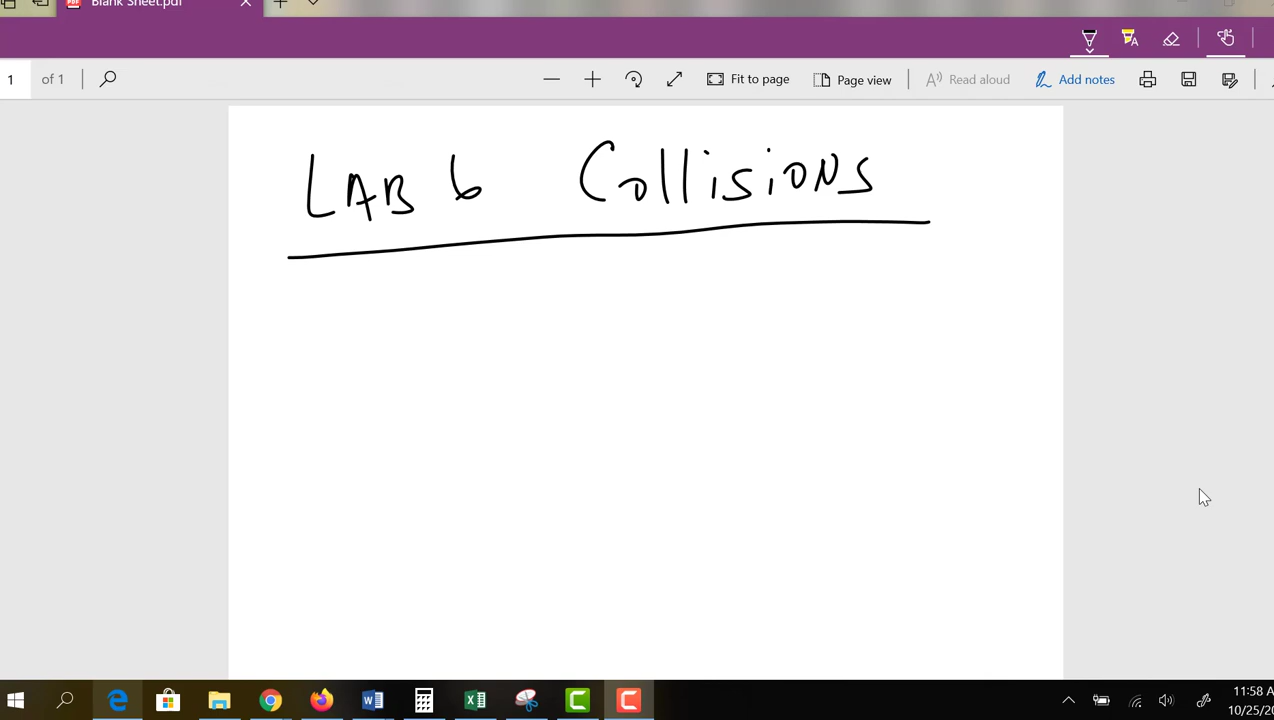 Blank Sheet.pdf
1 of 1
Fit to page
Page view
Read aloud
Add notes
LAB 6 Collisions
11:58 A
10/25/20